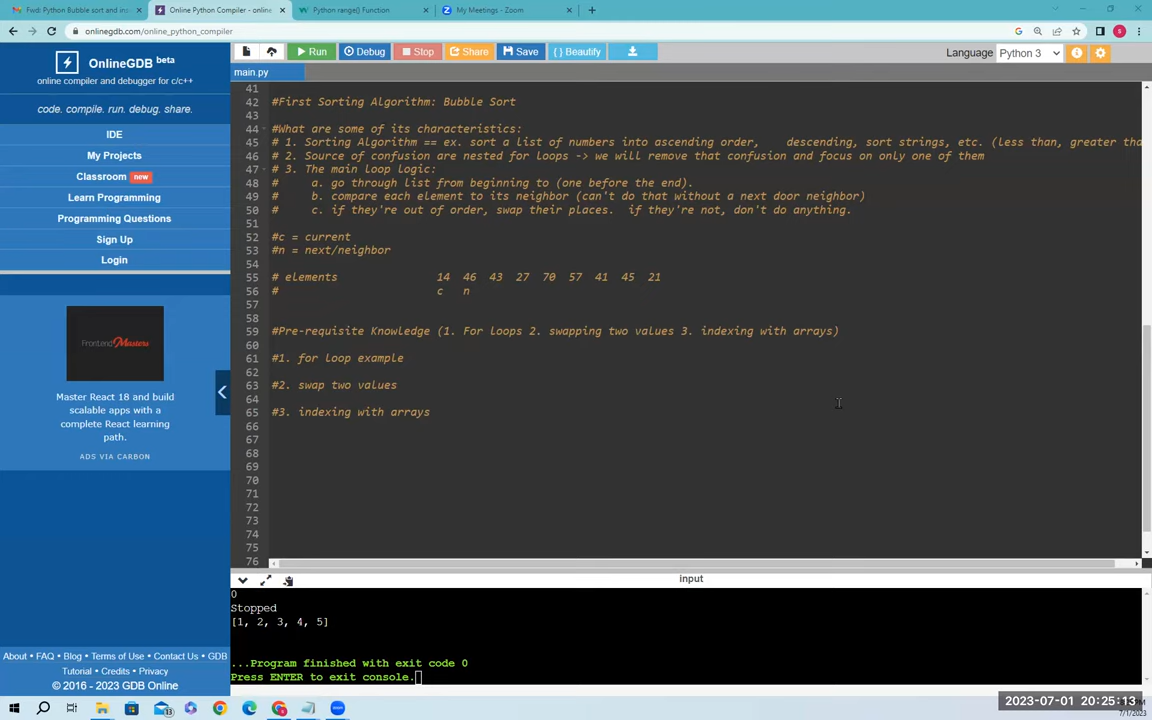 Fwd: Python Bubble sort and ins
Online Python Compiler - online
Python range() Function
My Meetings - Zoom
onlinegdb.com/online_python_compiler
OnlineGDB beta
online compiler and debugger for c/c++
code. compile. run. debug. share.
IDE
My Projects
Classroom new
Learn Programming
Programming Questions
Sign Up
Login
Frontend Masters
Master React 18 and build
scalable apps with a
complete React learning
path.
ADS VIA CARBON
About • FAQ • Blog • Terms of Use • Contact Us • GDB
Tutorial • Credits • Privacy
© 2016 - 2023 GDB Online
Run Debug Stop Share Save { } Beautify
Language Python 3
main.py
41
42 #First Sorting Algorithm: Bubble Sort
43
44 #What are some of its characteristics:
45 # 1. Sorting Algorithm == ex. sort a list of numbers into ascending order, descending, sort strings, etc. (less than, greater tha
46 # 2. Source of confusion are nested for loops -> we will remove that confusion and focus on only one of them
47 # 3. The main loop logic:
48 # a. go through list from beginning to (one before the end).
49 # b. compare each element to its neighbor (can't do that without a next door neighbor)
50 # c. if they're out of order, swap their places. if they're not, don't do anything.
51
52 #c = current
53 #n = next/neighbor
54
55 # elements 14 46 43 27 70 57 41 45 21
56 # c n
57
58
59 #Pre-requisite Knowledge (1. For loops 2. swapping two values 3. indexing with arrays)
60
61 #1. for loop example
62
63 #2. swap two values
64
65 #3. indexing with arrays
66
67
68
69
70
71
72
73
74
75
76
input
0
Stopped
[1, 2, 3, 4, 5]
...Program finished with exit code 0
Press ENTER to exit console.
2023-07-01 20:25:13
7/1/2023